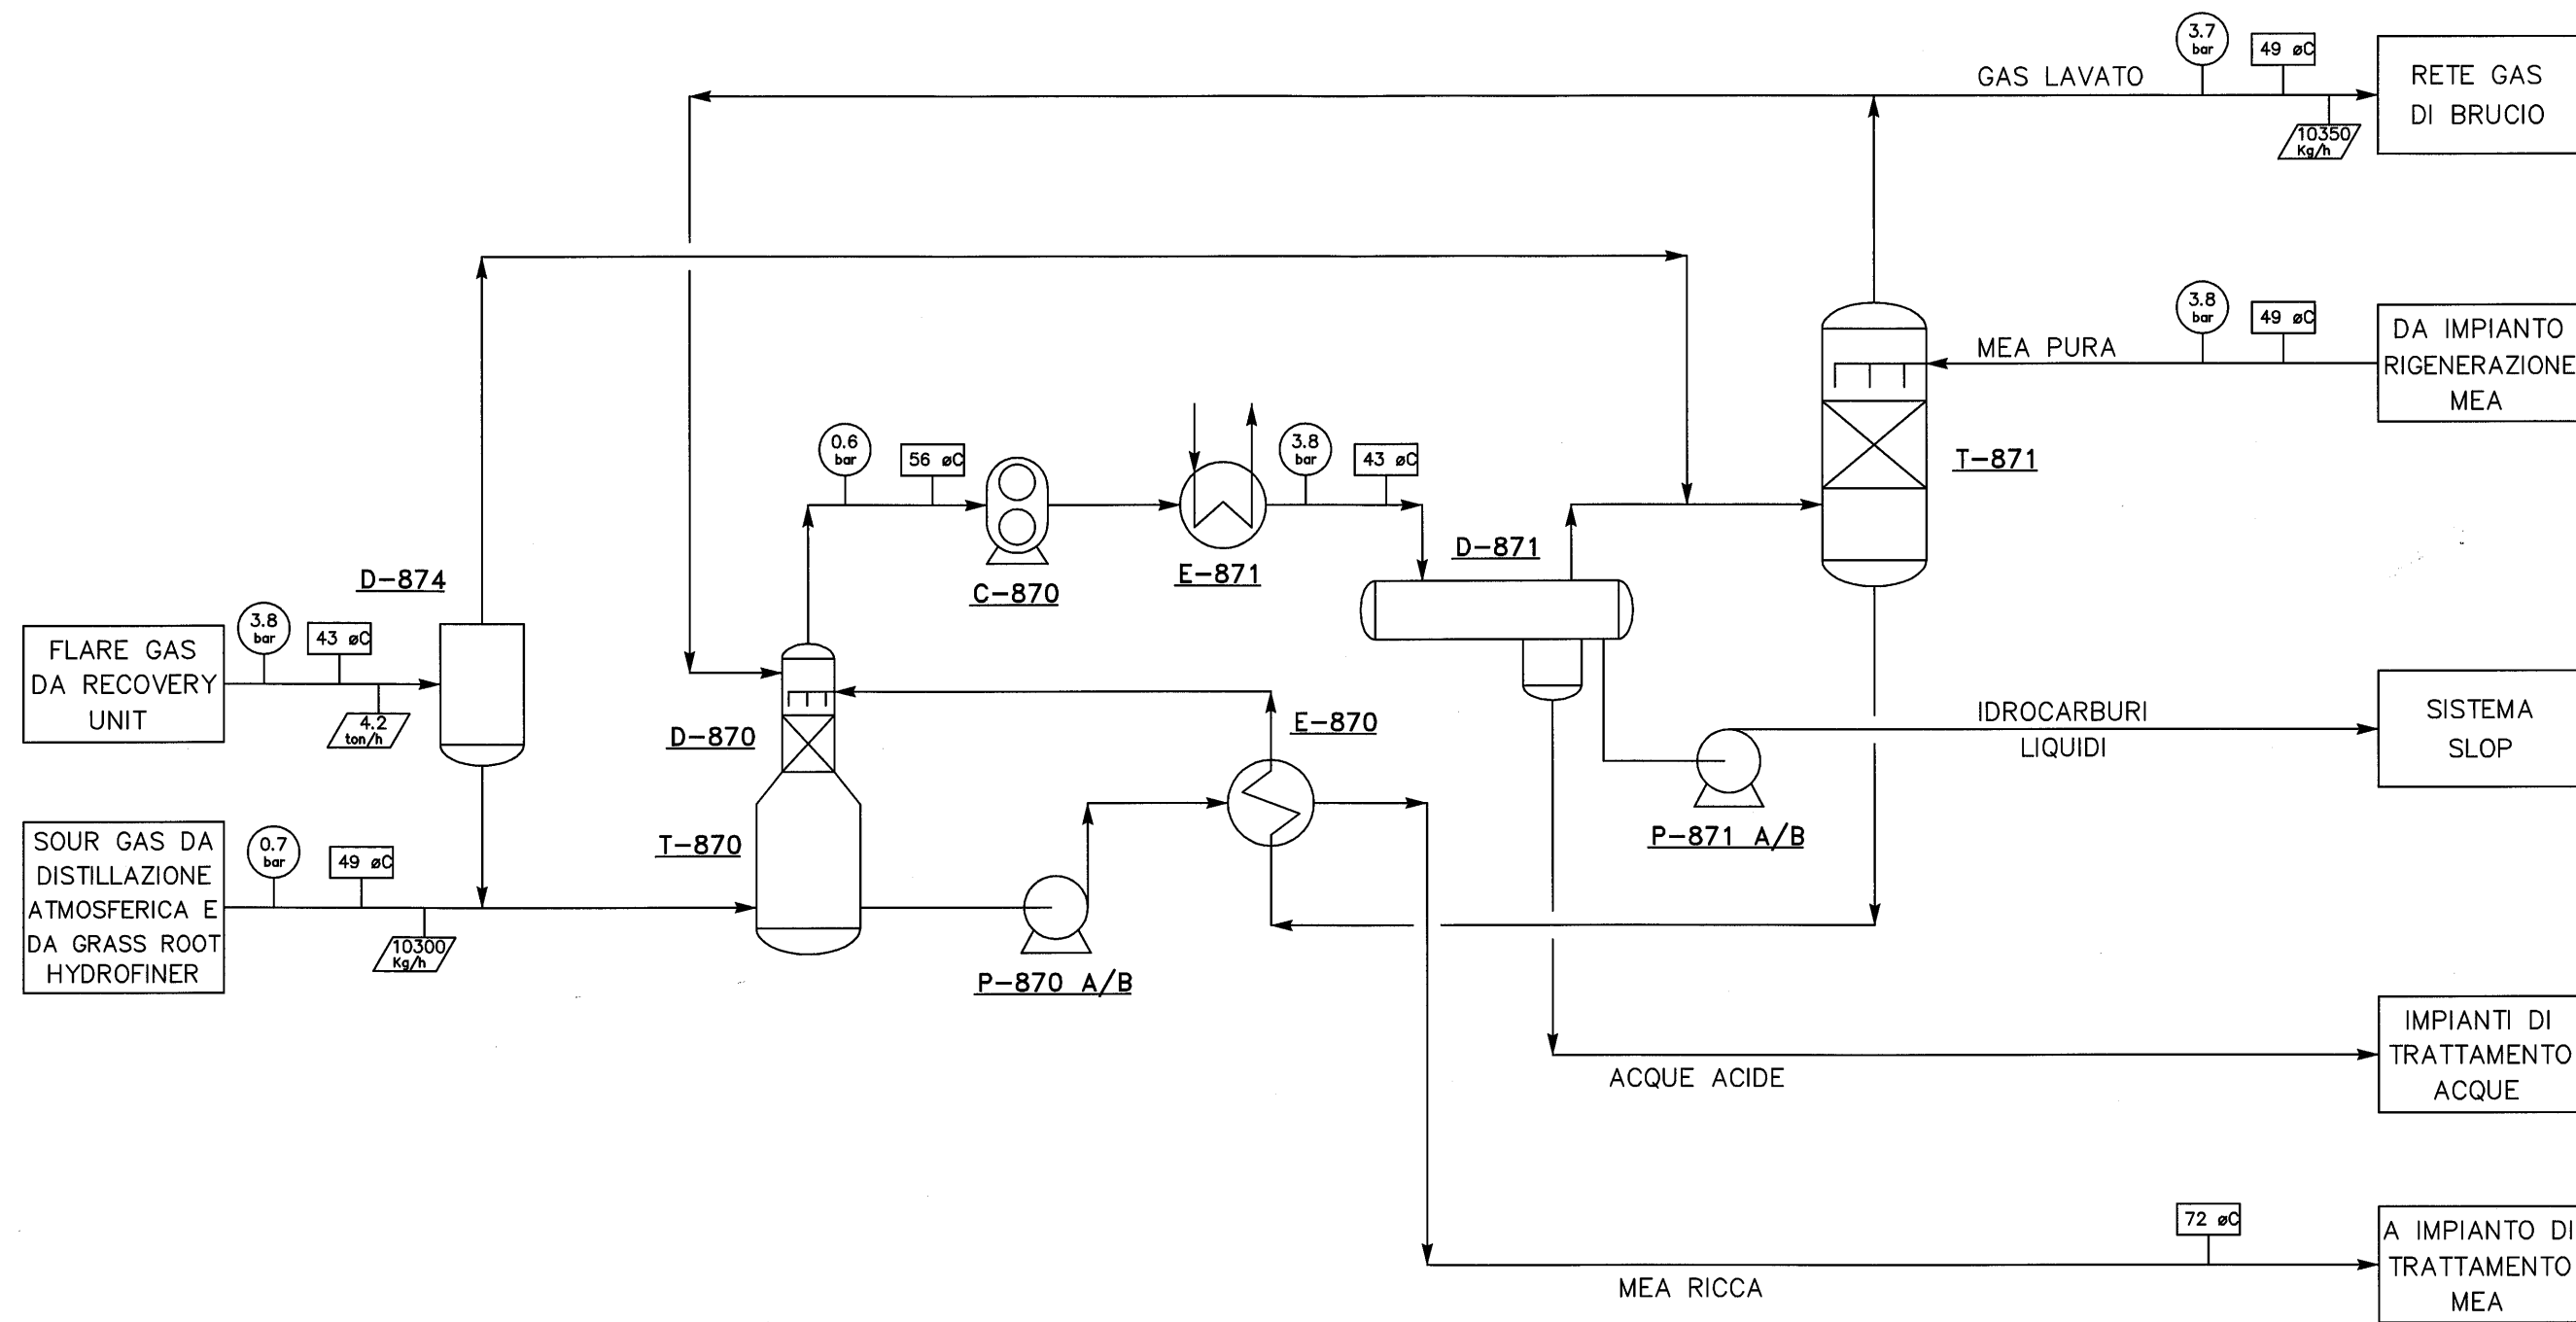 3.7
bar
49 øC
GAS LAVATO
10350
Kg/h
RETE GAS
DI BRUCIO
3.8
bar
49 øC
MEA PURA
DA IMPIANTO
RIGENERAZIONE
MEA
T-871
0.6
bar
56 øC
C-870
E-871
3.8
bar
43 øC
D-871
D-874
FLARE GAS
DA RECOVERY
UNIT
3.8
bar
43 øC
4.2
ton/h
D-870
E-870
IDROCARBURI
LIQUIDI
SISTEMA
SLOP
P-871 A/B
SOUR GAS DA
DISTILLAZIONE
ATMOSFERICA E
DA GRASS ROOT
HYDROFINER
0.7
bar
49 øC
10300
Kg/h
T-870
P-870 A/B
ACQUE ACIDE
IMPIANTI DI
TRATTAMENTO
ACQUE
72 øC
MEA RICCA
A IMPIANTO DI
TRATTAMENTO
MEA